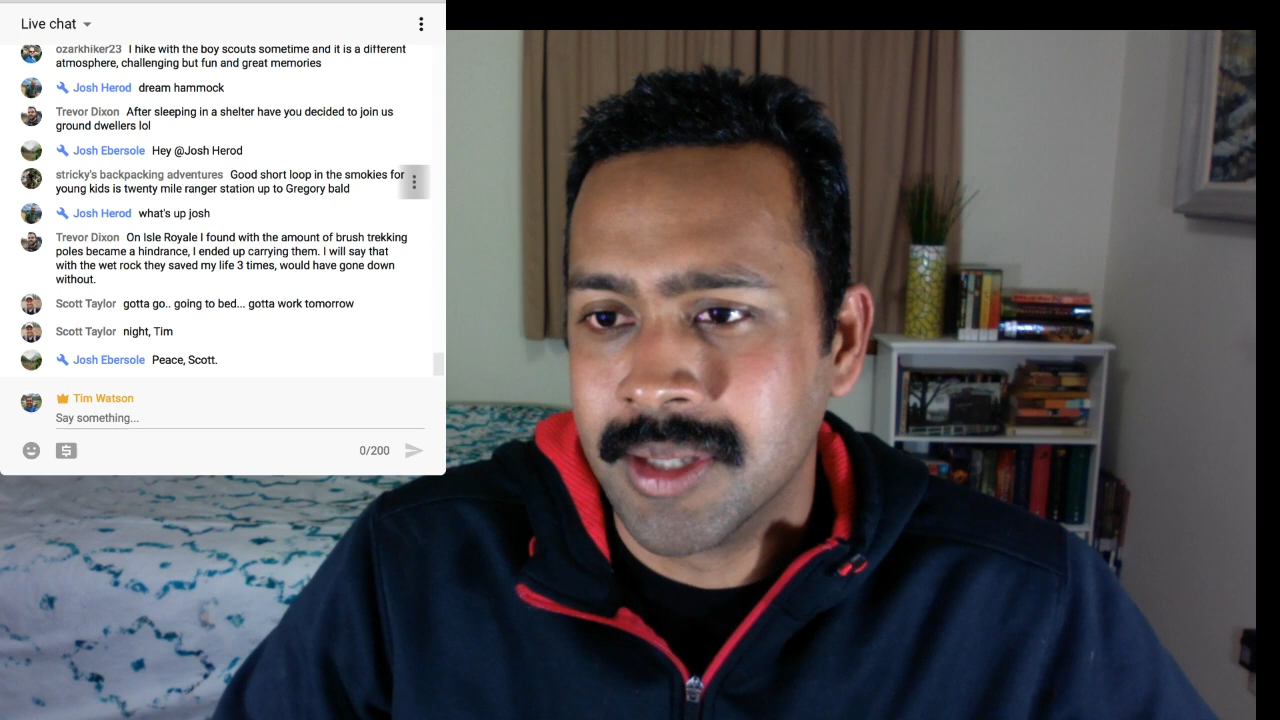 Live chat
ozarkhiker23 I hike with the boy scouts sometime and it is a different
atmosphere, challenging but fun and great memories
Josh Herod dream hammock
Trevor Dixon After sleeping in a shelter have you decided to join us
ground dwellers lol
Josh Ebersole Hey @Josh Herod
stricky's backpacking adventures Good short loop in the smokies for
young kids is twenty mile ranger station up to Gregory bald
Josh Herod what's up josh
Trevor Dixon On Isle Royale I found with the amount of brush trekking
poles became a hindrance, I ended up carrying them. I will say that
with the wet rock they saved my life 3 times, would have gone down
without.
Scott Taylor gotta go.. going to bed... gotta work tomorrow
Scott Taylor night, Tim
Josh Ebersole Peace, Scott.
Tim Watson
Say something...
0/200